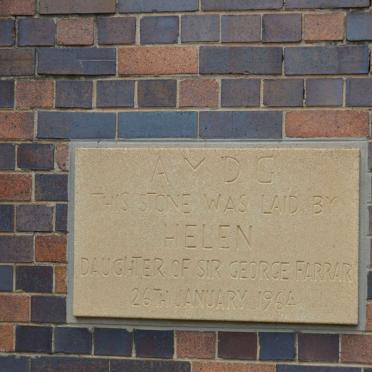 A M D G
THIS STONE WAS LAID BY
HELEN
DAUGHTER OF SIR GEORGE FARRAR
26TH JANUARY 1964